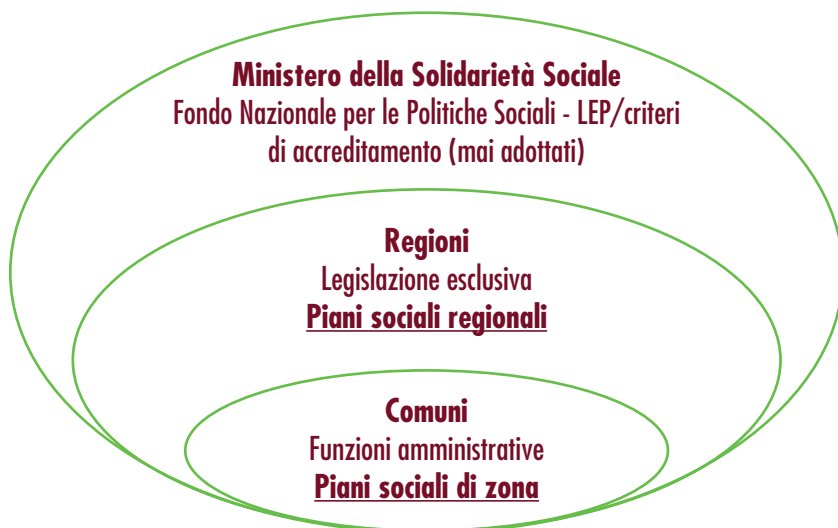 Ministero della Solidarietà Sociale
Fondo Nazionale per le Politiche Sociali - LEP/criteri
di accreditamento (mai adottati)
Regioni
Legislazione esclusiva
Piani sociali regionali
Comuni
Funzioni amministrative
Piani sociali di zona